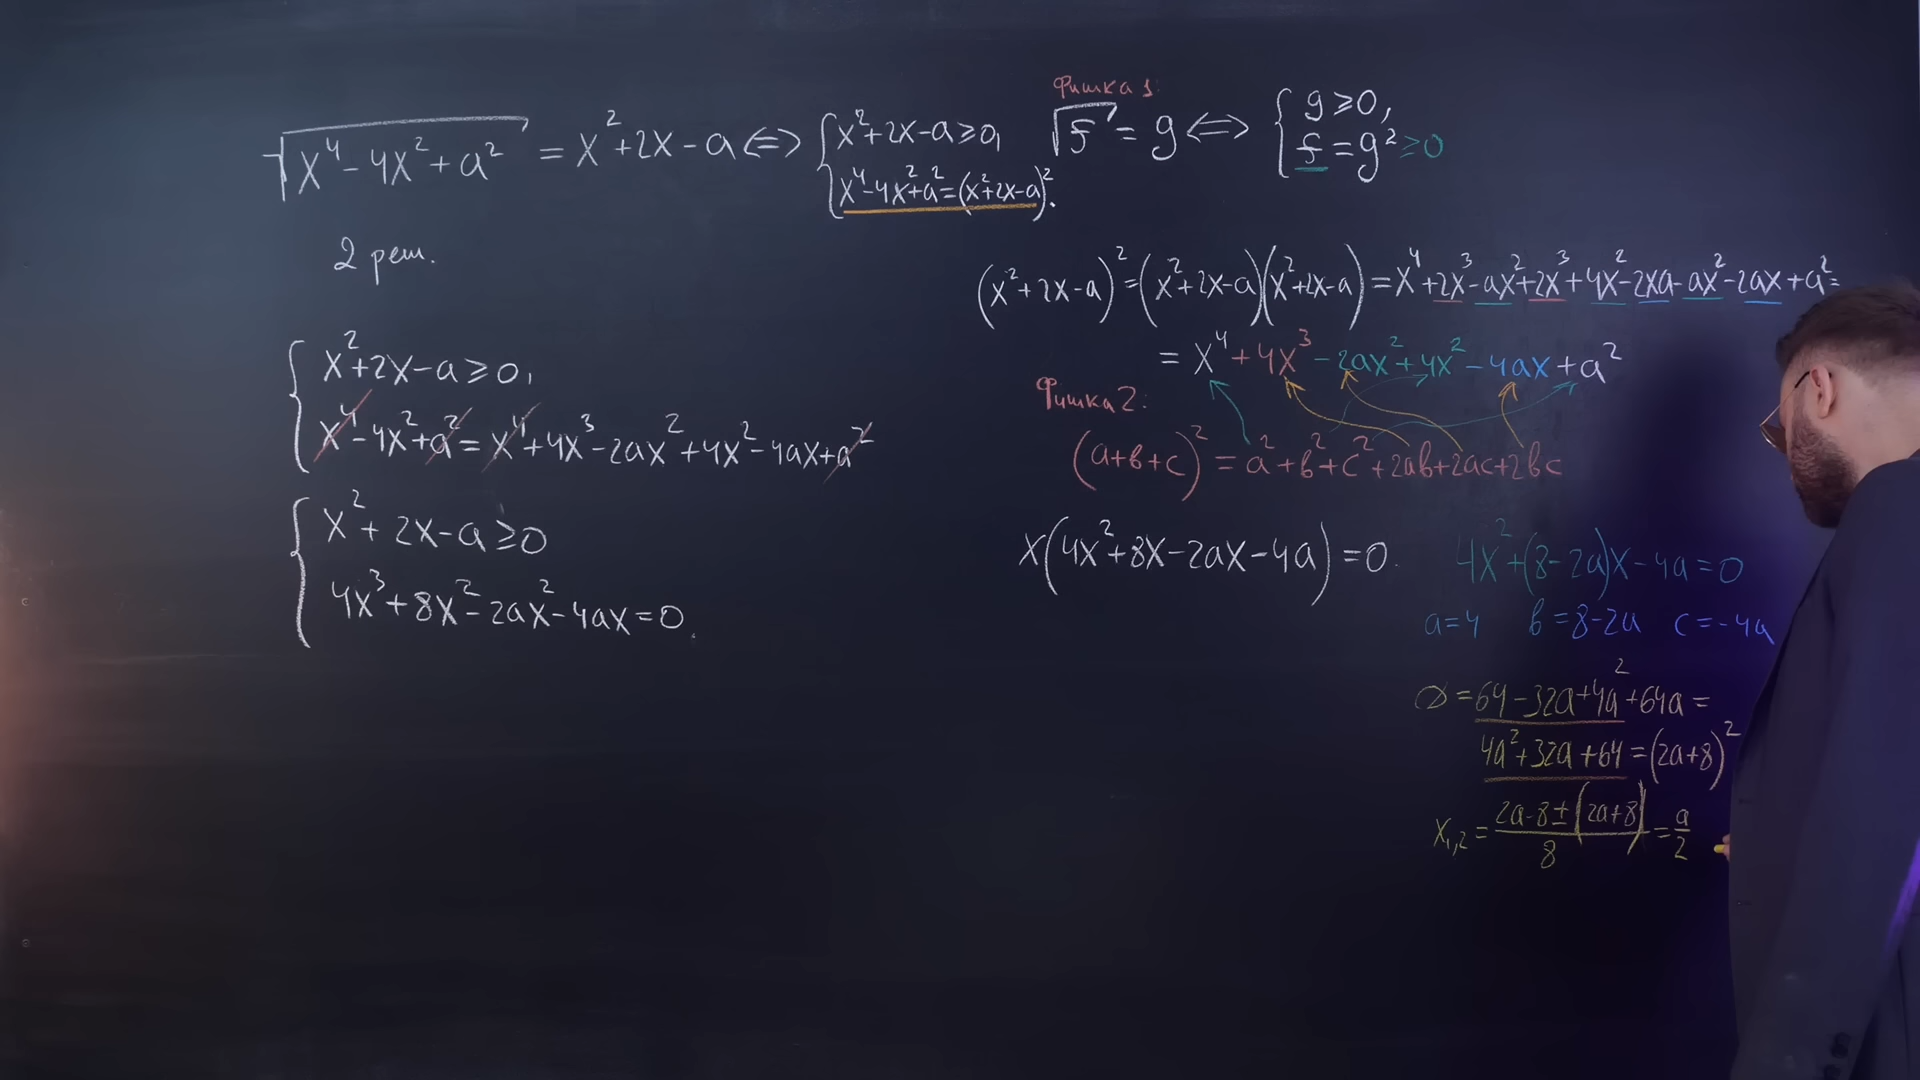 √(x⁴-4x²+a²) = x²+2x-a ⇔ { x²+2x-a⩾0,
x⁴-4x²+a²=(x²+2x-a)².
Фишка 1:
√f = g ⇔ { g⩾0,
f=g²⩾0
2 реш.
(x²+2x-a)²=(x²+2x-a)(x²+2x-a)=x⁴+2x³-ax²+2x³+4x²-2xa-ax²-2ax+a²=
= x⁴+4x³-2ax²+4x²-4ax+a²
Фишка 2:
(a+в+c)² = a²+в²+c²+2aв+2ac+2вc
{ x²+2x-a⩾0,
x⁴-4x²+a²=x⁴+4x³-2ax²+4x²-4ax+a²
{ x²+2x-a⩾0
4x³+8x²-2ax²-4ax=0.
x(4x²+8x-2ax-4a)=0.
4x²+(8-2a)x-4a=0
a=4 в=8-2a c=-4a
D=64-32a+4a²+64a=
4a²+32a+64=(2a+8)²
x₁,₂=(2a-8±(2a+8))/8=a/2